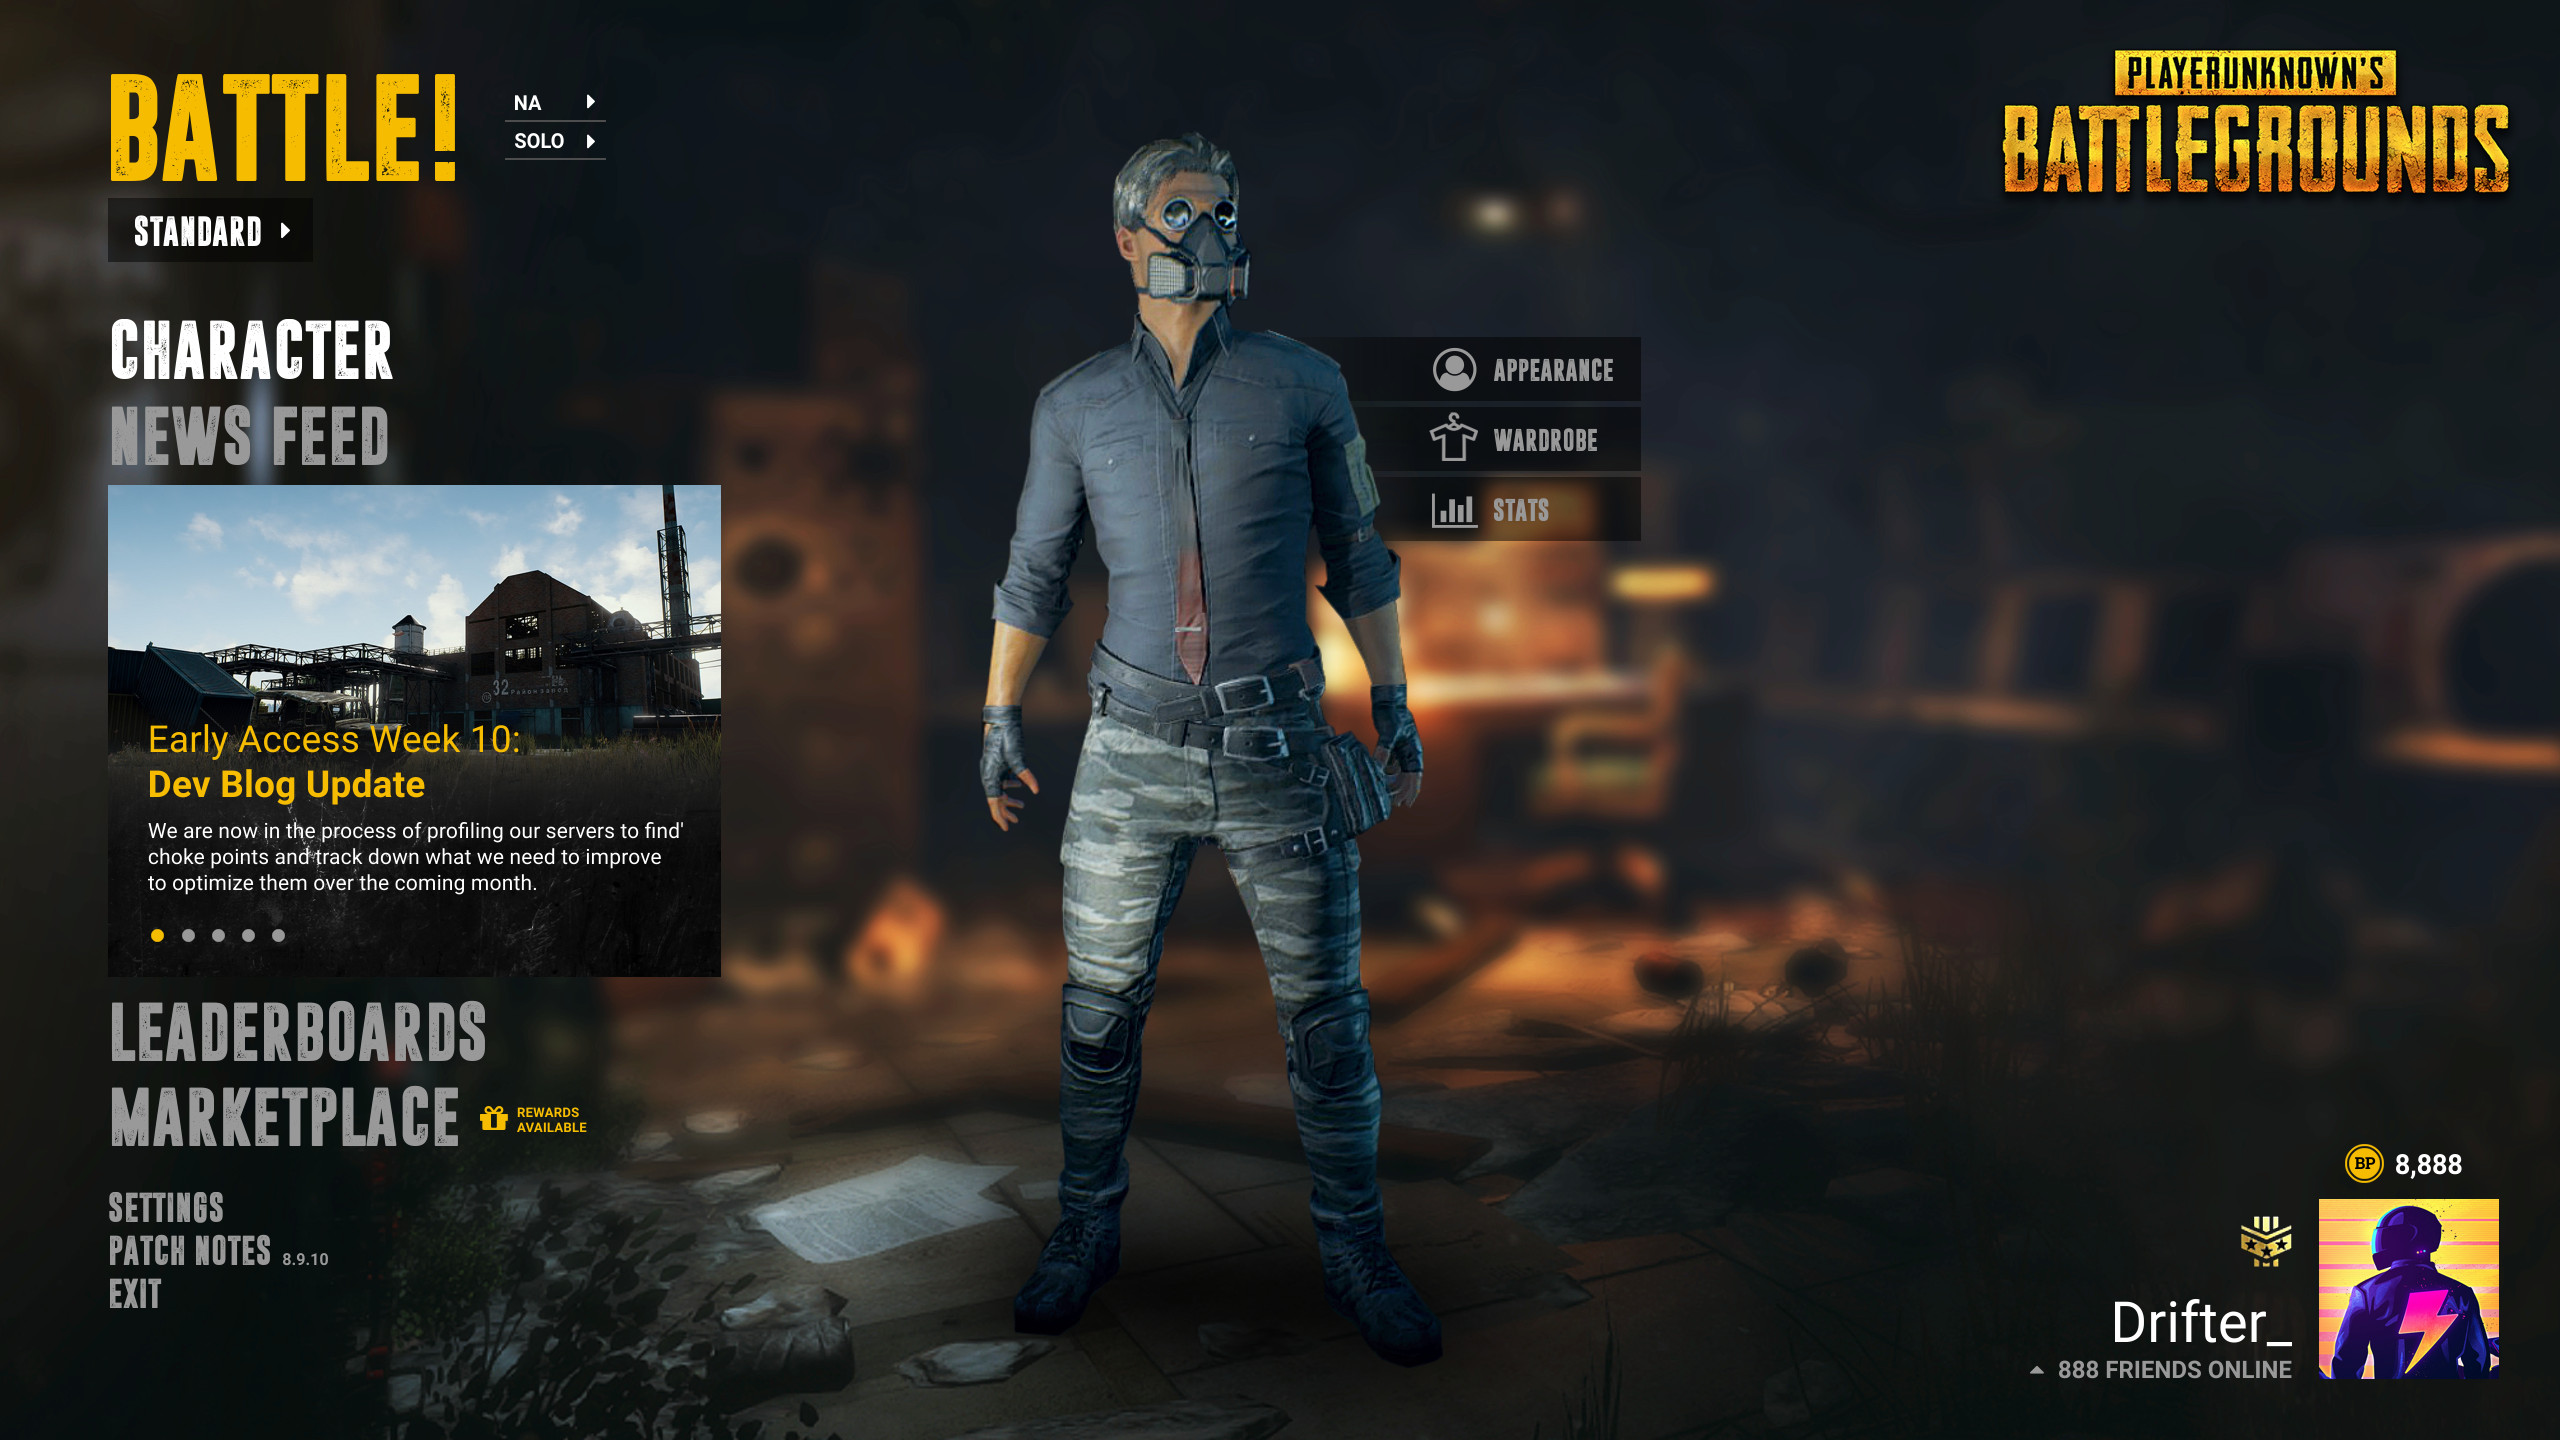 BATTLE!
NA
SOLO
STANDARD
PLAYERUNKNOWN'S
BATTLEGROUNDS
CHARACTER
NEWS FEED
APPEARANCE
WARDROBE
STATS
32
Early Access Week 10:
Dev Blog Update
We are now in the process of profiling our servers to find'
choke points and track down what we need to improve
to optimize them over the coming month.
LEADERBOARDS
MARKETPLACE
REWARDS
AVAILABLE
SETTINGS
PATCH NOTES 8.9.10
EXIT
BP 8,888
Drifter_
888 FRIENDS ONLINE